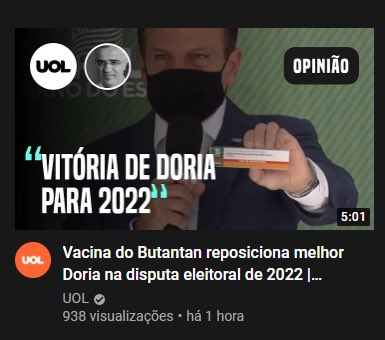 UOL
OPINIÃO
"VITÓRIA DE DORIA
PARA 2022"
5:01
UOL
Vacina do Butantan reposiciona melhor
Doria na disputa eleitoral de 2022 |...
UOL
938 visualizações • há 1 hora